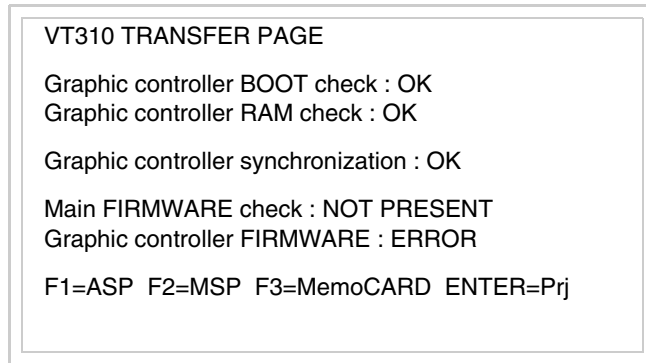 VT310 TRANSFER PAGE
Graphic controller BOOT check : OK
Graphic controller RAM check : OK
Graphic controller synchronization : OK
Main FIRMWARE check : NOT PRESENT
Graphic controller FIRMWARE : ERROR
F1=ASP F2=MSP F3=MemoCARD ENTER=Prj